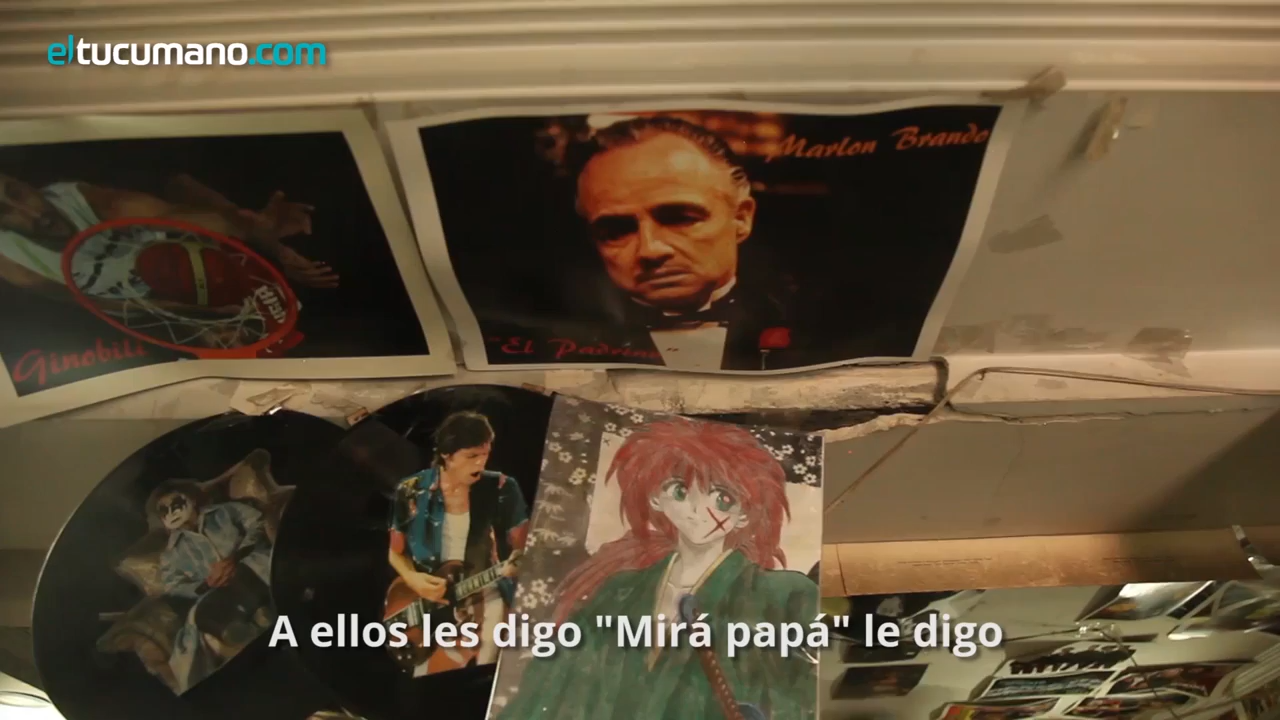 eltucumano.com
Marlon Brando
"El Padrino"
Ginobili
A ellos les digo "Mirá papá" le digo